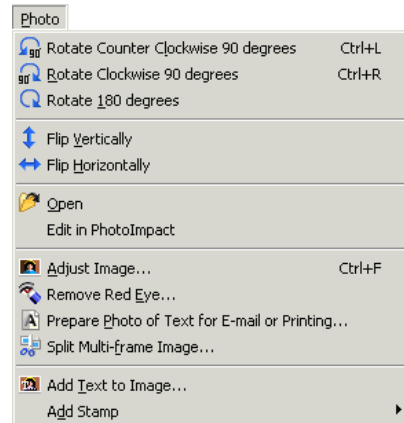 Photo
Rotate Counter Clockwise 90 degrees Ctrl+L
Rotate Clockwise 90 degrees Ctrl+R
Rotate 180 degrees
Flip Vertically
Flip Horizontally
Open
Edit in PhotoImpact
Adjust Image... Ctrl+F
Remove Red Eye...
Prepare Photo of Text for E-mail or Printing...
Split Multi-frame Image...
Add Text to Image...
Add Stamp